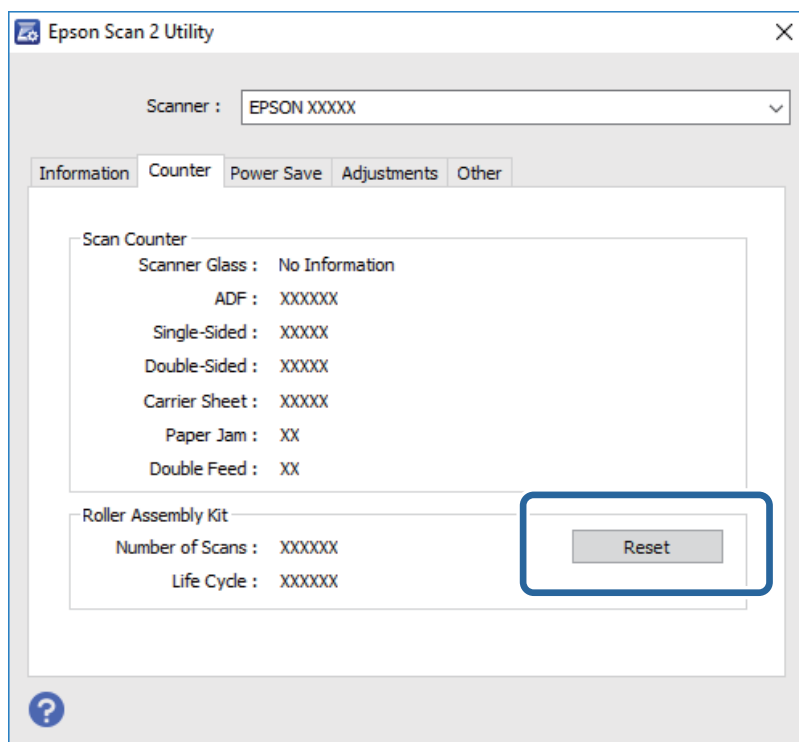 Epson Scan 2 Utility
Scanner : EPSON XXXXX
Information Counter Power Save Adjustments Other
Scan Counter
Scanner Glass : No Information
ADF : XXXXXX
Single-Sided : XXXXX
Double-Sided : XXXXX
Carrier Sheet : XXXXX
Paper Jam : XX
Double Feed : XX
Roller Assembly Kit
Number of Scans : XXXXXX Reset
Life Cycle : XXXXXX
?